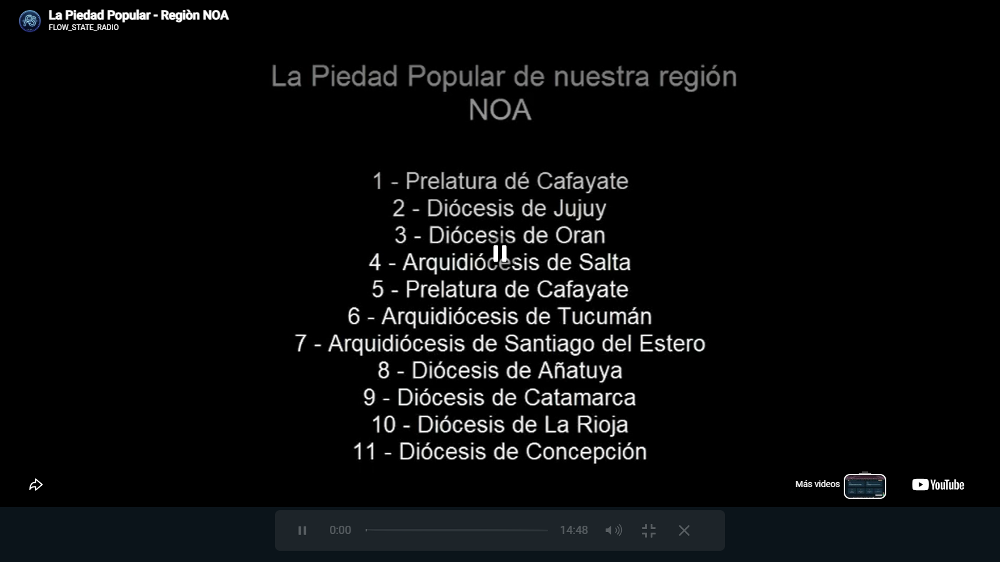 La Piedad Popular - Regiòn NOA
FLOW_STATE_RADIO
La Piedad Popular de nuestra región
NOA
1 - Prelatura dé Cafayate
2 - Diócesis de Jujuy
3 - Diócesis de Oran
4 - Arquidiócesis de Salta
5 - Prelatura de Cafayate
6 - Arquidiócesis de Tucumán
7 - Arquidiócesis de Santiago del Estero
8 - Diócesis de Añatuya
9 - Diócesis de Catamarca
10 - Diócesis de La Rioja
11 - Diócesis de Concepción
Más videos
YouTube
0:00
14:48